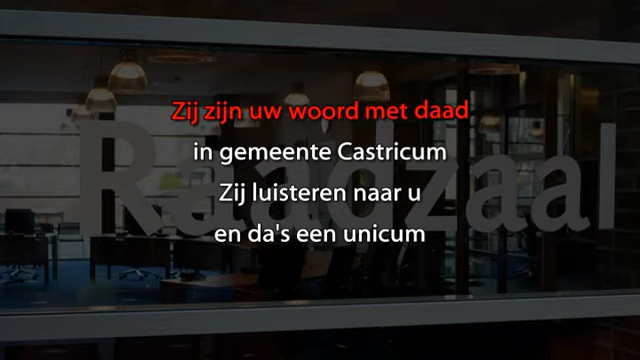 Zij zijn uw woord met daad
in gemeente Castricum
Zij luisteren naar u
en da's een unicum
Raadzaal